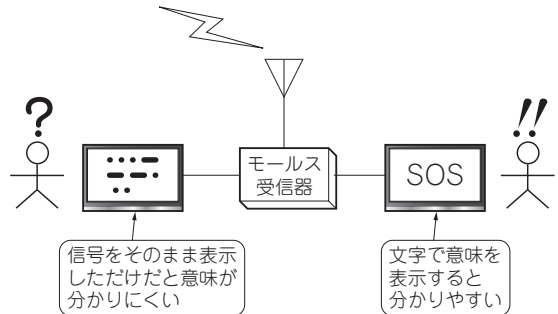 ?
!!
モールス
受信器
SOS
信号をそのまま表示
しただけだと意味が
分かりにくい
文字で意味を
表示すると
分かりやすい